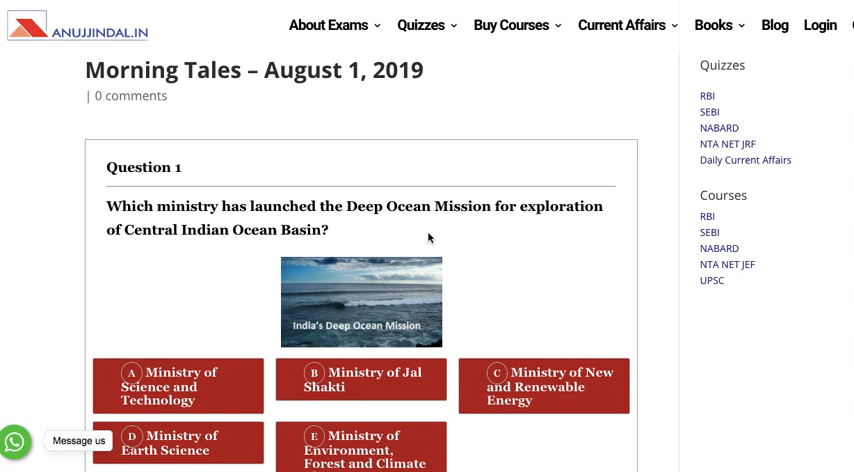 ANUJJINDAL.IN
About Exams Quizzes Buy Courses Current Affairs Books Blog Login
Morning Tales – August 1, 2019
| 0 comments
Question 1
Which ministry has launched the Deep Ocean Mission for exploration
of Central Indian Ocean Basin?
India's Deep Ocean Mission
A Ministry of
Science and
Technology
B Ministry of Jal
Shakti
C Ministry of New
and Renewable
Energy
D Ministry of
Earth Science
E Ministry of
Environment,
Forest and Climate
Message us
Quizzes
RBI
SEBI
NABARD
NTA NET JRF
Daily Current Affairs
Courses
RBI
SEBI
NABARD
NTA NET JEF
UPSC